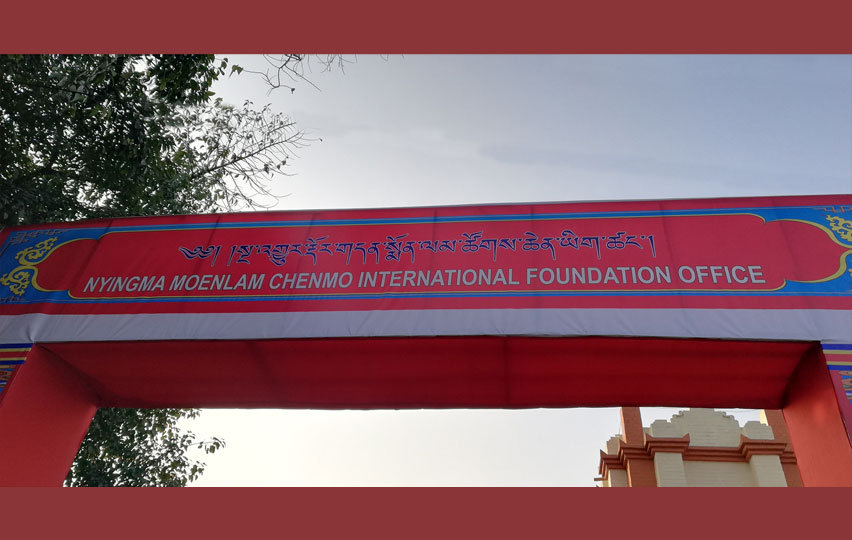 ༄༅། །སྔ་འགྱུར་རྡོར་གདན་སྨོན་ལམ་ཚོགས་ཆེན་ཡིག་ཚང་།
NYINGMA MOENLAM CHENMO INTERNATIONAL FOUNDATION OFFICE